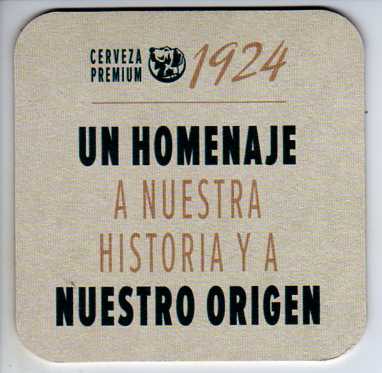 CERVEZA
PREMIUM
1924
UN HOMENAJE
A NUESTRA
HISTORIA Y A
NUESTRO ORIGEN